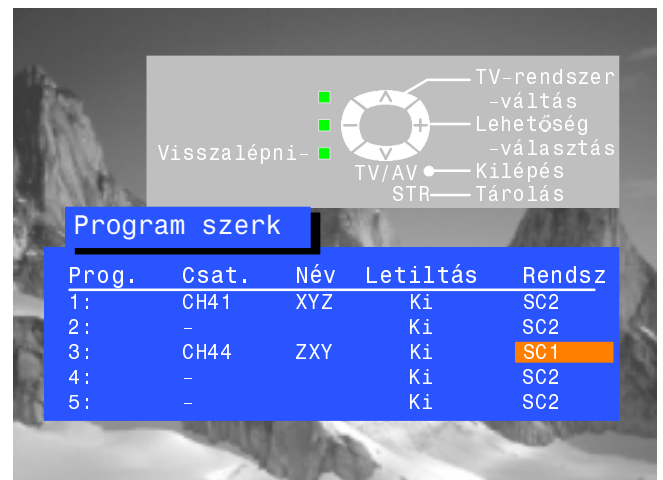 TV-rendszer
-váltás
Lehetőség
-választás
Visszalépni-
TV/AV Kilépés
STR Tárolás
Program szerk
Prog. Csat. Név Letiltás Rendsz
1: CH41 XYZ Ki SC2
2: - Ki SC2
3: CH44 ZXY Ki SC1
4: - Ki SC2
5: - Ki SC2